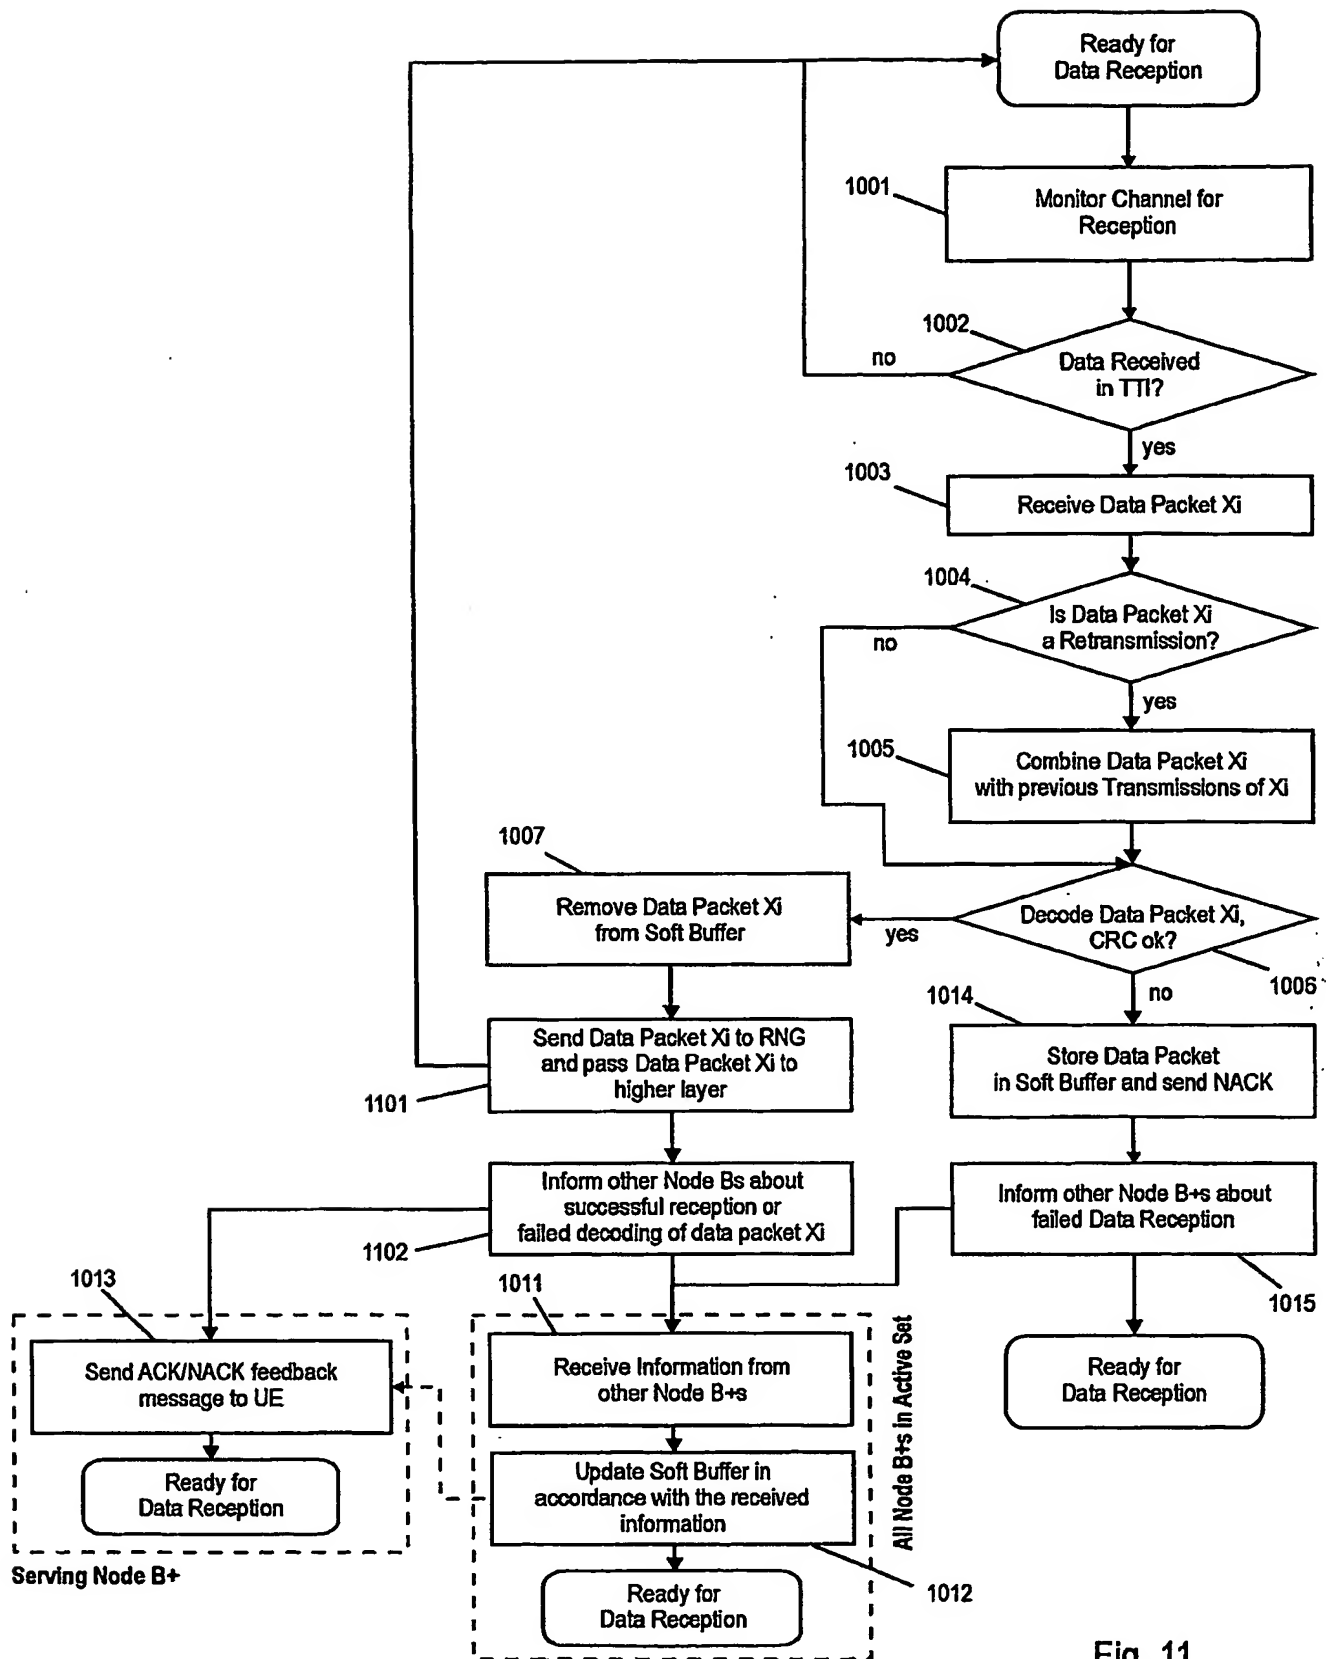 Ready for
Data Reception
1001
Monitor Channel for
Reception
1002
Data Received
in TTI?
no
yes
1003
Receive Data Packet Xi
1004
Is Data Packet Xi
a Retransmission?
no
yes
1005
Combine Data Packet Xi
with previous Transmissions of Xi
1007
Remove Data Packet Xi
from Soft Buffer
yes
Decode Data Packet Xi,
CRC ok?
1006
no
1014
Store Data Packet
in Soft Buffer and send NACK
Send Data Packet Xi to RNG
and pass Data Packet Xi to
higher layer
1101
Inform other Node Bs about
successful reception or
failed decoding of data packet Xi
1102
Inform other Node B+s about
failed Data Reception
1015
1013
Send ACK/NACK feedback
message to UE
Ready for
Data Reception
Serving Node B+
1011
Receive Information from
other Node B+s
Update Soft Buffer in
accordance with the received
information
1012
Ready for
Data Reception
All Node B+s in Active Set
Ready for
Data Reception
Fig. 11